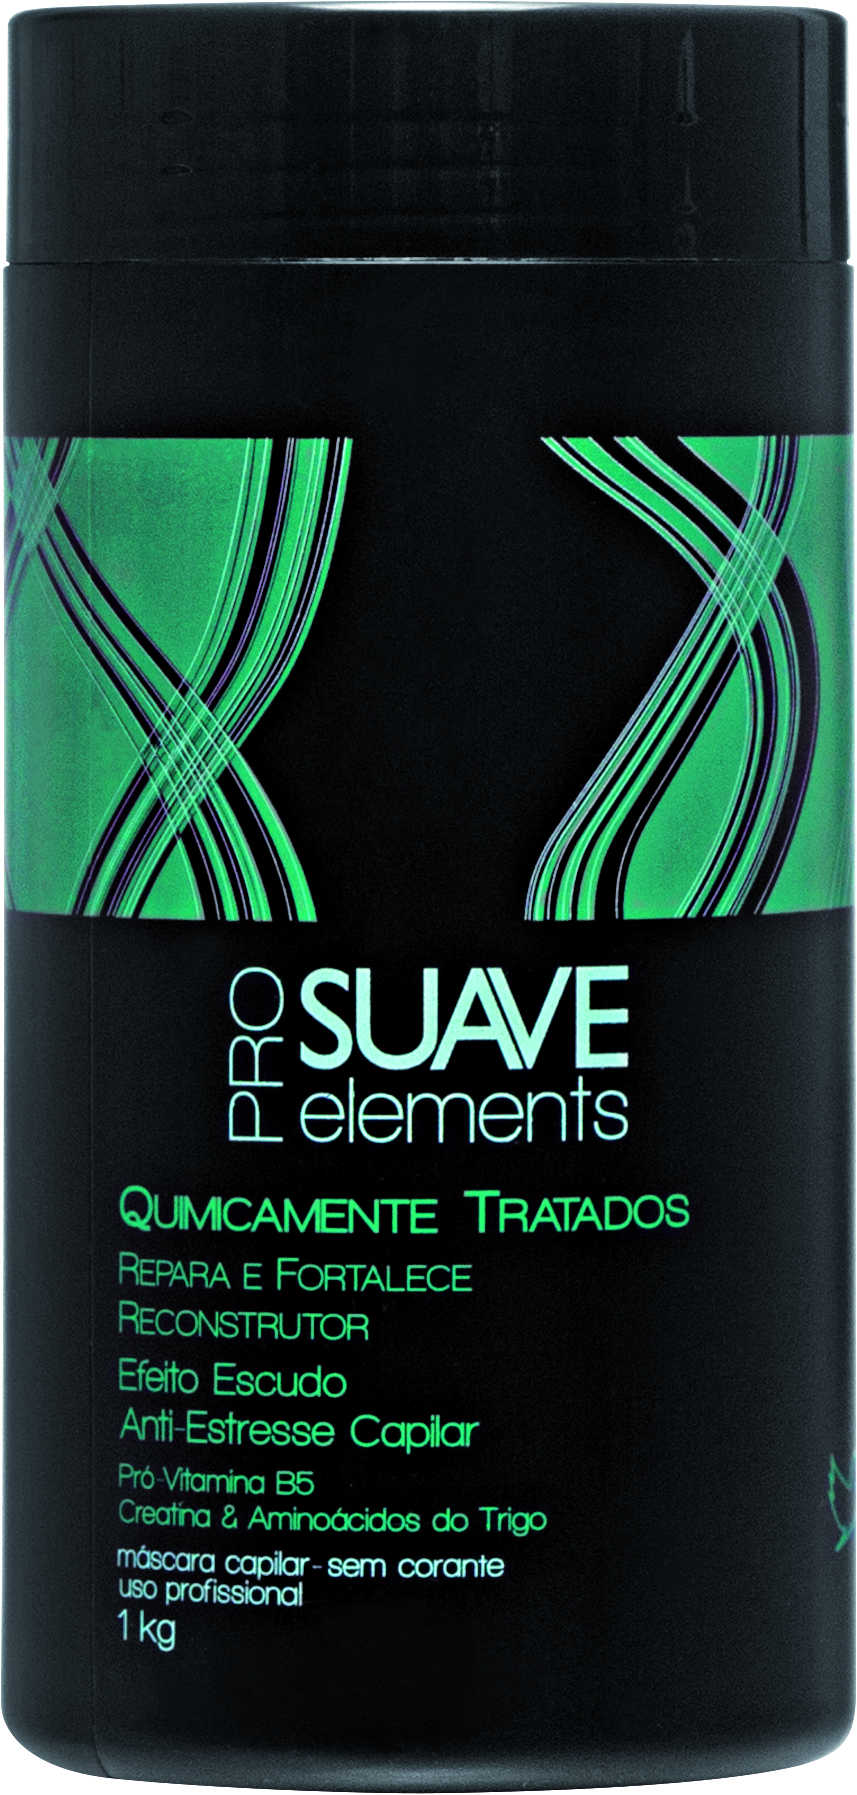 PRO SUAVE
elements
QUIMICAMENTE TRATADOS
REPARA E FORTALECE
RECONSTRUTOR
Efeito Escudo
Anti-Estresse Capilar
Pró-Vitamina B5
Creatina & Aminoácidos do Trigo
máscara capilar - sem corante
uso profissional
1 kg